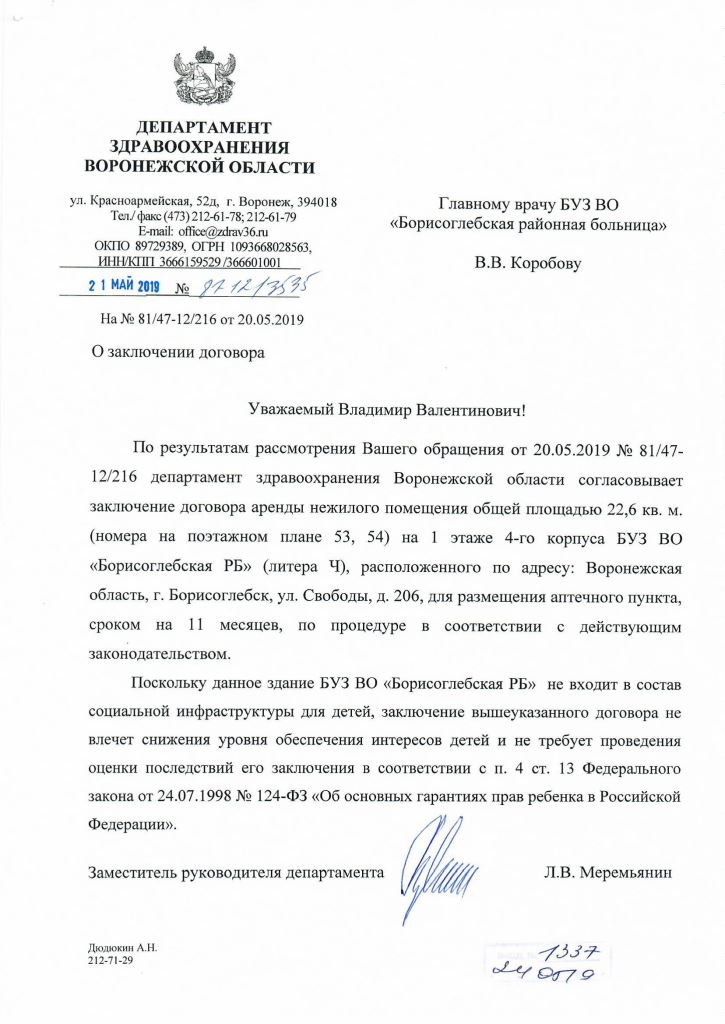 ДЕПАРТАМЕНТ
ЗДРАВООХРАНЕНИЯ
ВОРОНЕЖСКОЙ ОБЛАСТИ
ул. Красноармейская, 52д, г. Воронеж, 394018
Тел./ факс (473) 212-61-78; 212-61-79
E-mail: office@zdrav36.ru
ОКПО 89729389, ОГРН 1093668028563,
ИНН/КПП 3666159529 /366601001
21 МАЙ 2019 №
На № 81/47-12/216 от 20.05.2019
О заключении договора
Главному врачу БУЗ ВО
«Борисоглебская районная больница»
В.В. Коробову
Уважаемый Владимир Валентинович!
По результатам рассмотрения Вашего обращения от 20.05.2019 № 81/47-
12/216 департамент здравоохранения Воронежской области согласовывает
заключение договора аренды нежилого помещения общей площадью 22,6 кв. м.
(номера на поэтажном плане 53, 54) на 1 этаже 4-го корпуса БУЗ ВО
«Борисоглебская РБ» (литера Ч), расположенного по адресу: Воронежская
область, г. Борисоглебск, ул. Свободы, д. 206, для размещения аптечного пункта,
сроком на 11 месяцев, по процедуре в соответствии с действующим
законодательством.
Поскольку данное здание БУЗ ВО «Борисоглебская РБ» не входит в состав
социальной инфраструктуры для детей, заключение вышеуказанного договора не
влечет снижения уровня обеспечения интересов детей и не требует проведения
оценки последствий его заключения в соответствии с п. 4 ст. 13 Федерального
закона от 24.07.1998 № 124-ФЗ «Об основных гарантиях прав ребенка в Российской
Федерации».
Заместитель руководителя департамента Л.В. Меремьянин
Дюдюкин А.Н.
212-71-29
1337